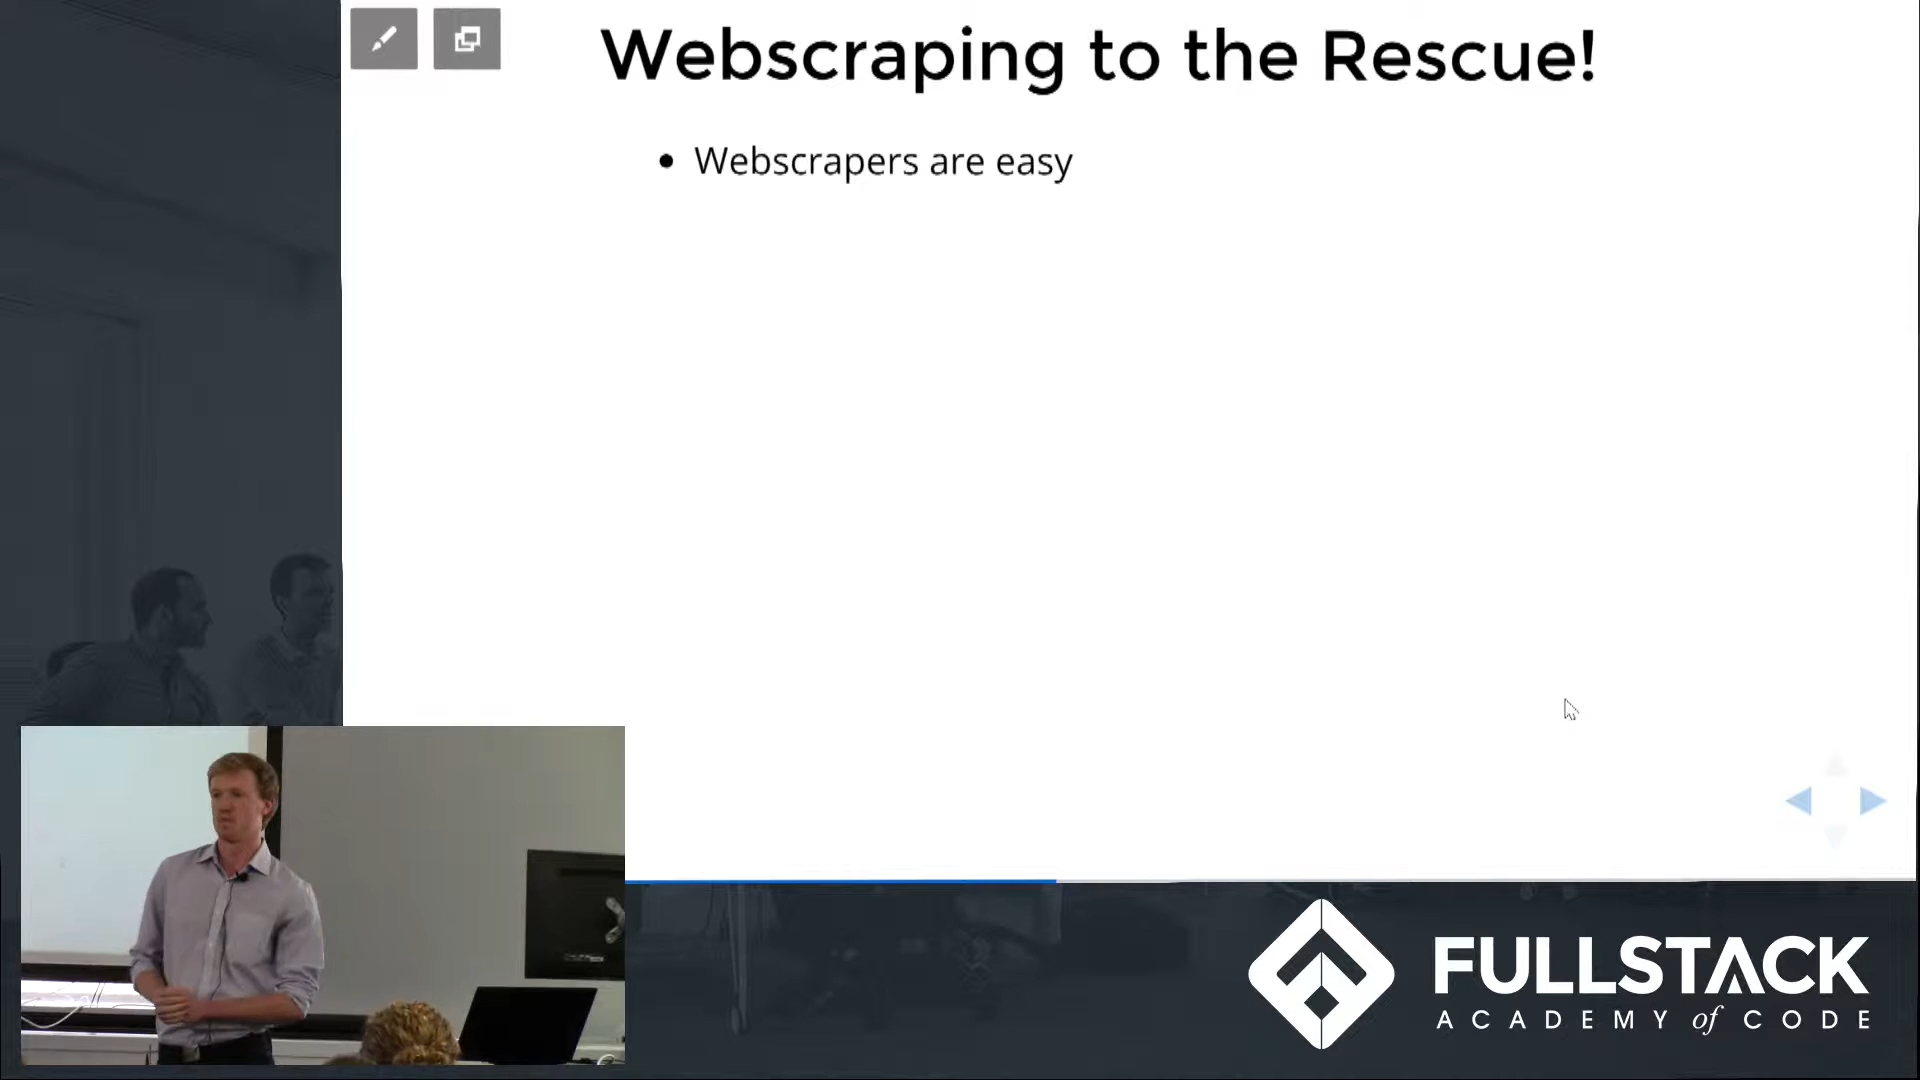 Webscraping to the Rescue!
• Webscrapers are easy
FULLSTACK
ACADEMY of CODE